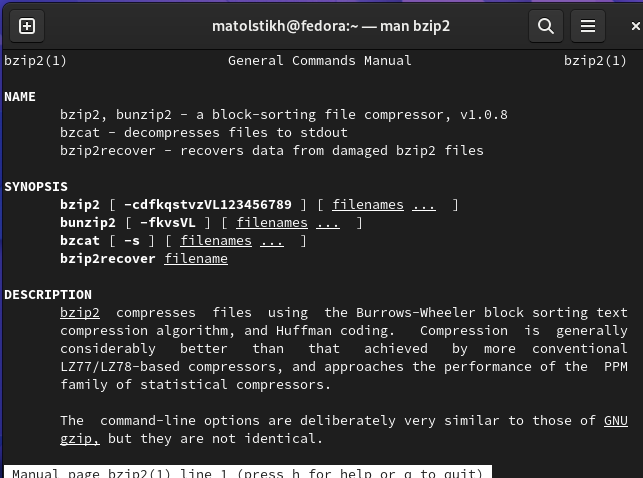 matolstikh@fedora:~ — man bzip2
bzip2(1) General Commands Manual bzip2(1)
NAME
bzip2, bunzip2 - a block-sorting file compressor, v1.0.8
bzcat - decompresses files to stdout
bzip2recover - recovers data from damaged bzip2 files
SYNOPSIS
bzip2 [ -cdfkqstvzVL123456789 ] [ filenames ... ]
bunzip2 [ -fkvsVL ] [ filenames ... ]
bzcat [ -s ] [ filenames ... ]
bzip2recover filename
DESCRIPTION
bzip2 compresses files using the Burrows-Wheeler block sorting text
compression algorithm, and Huffman coding. Compression is generally
considerably better than that achieved by more conventional
LZ77/LZ78-based compressors, and approaches the performance of the PPM
family of statistical compressors.
The command-line options are deliberately very similar to those of GNU
gzip, but they are not identical.
Manual page bzip2(1) line 1 (press h for help or q to quit)